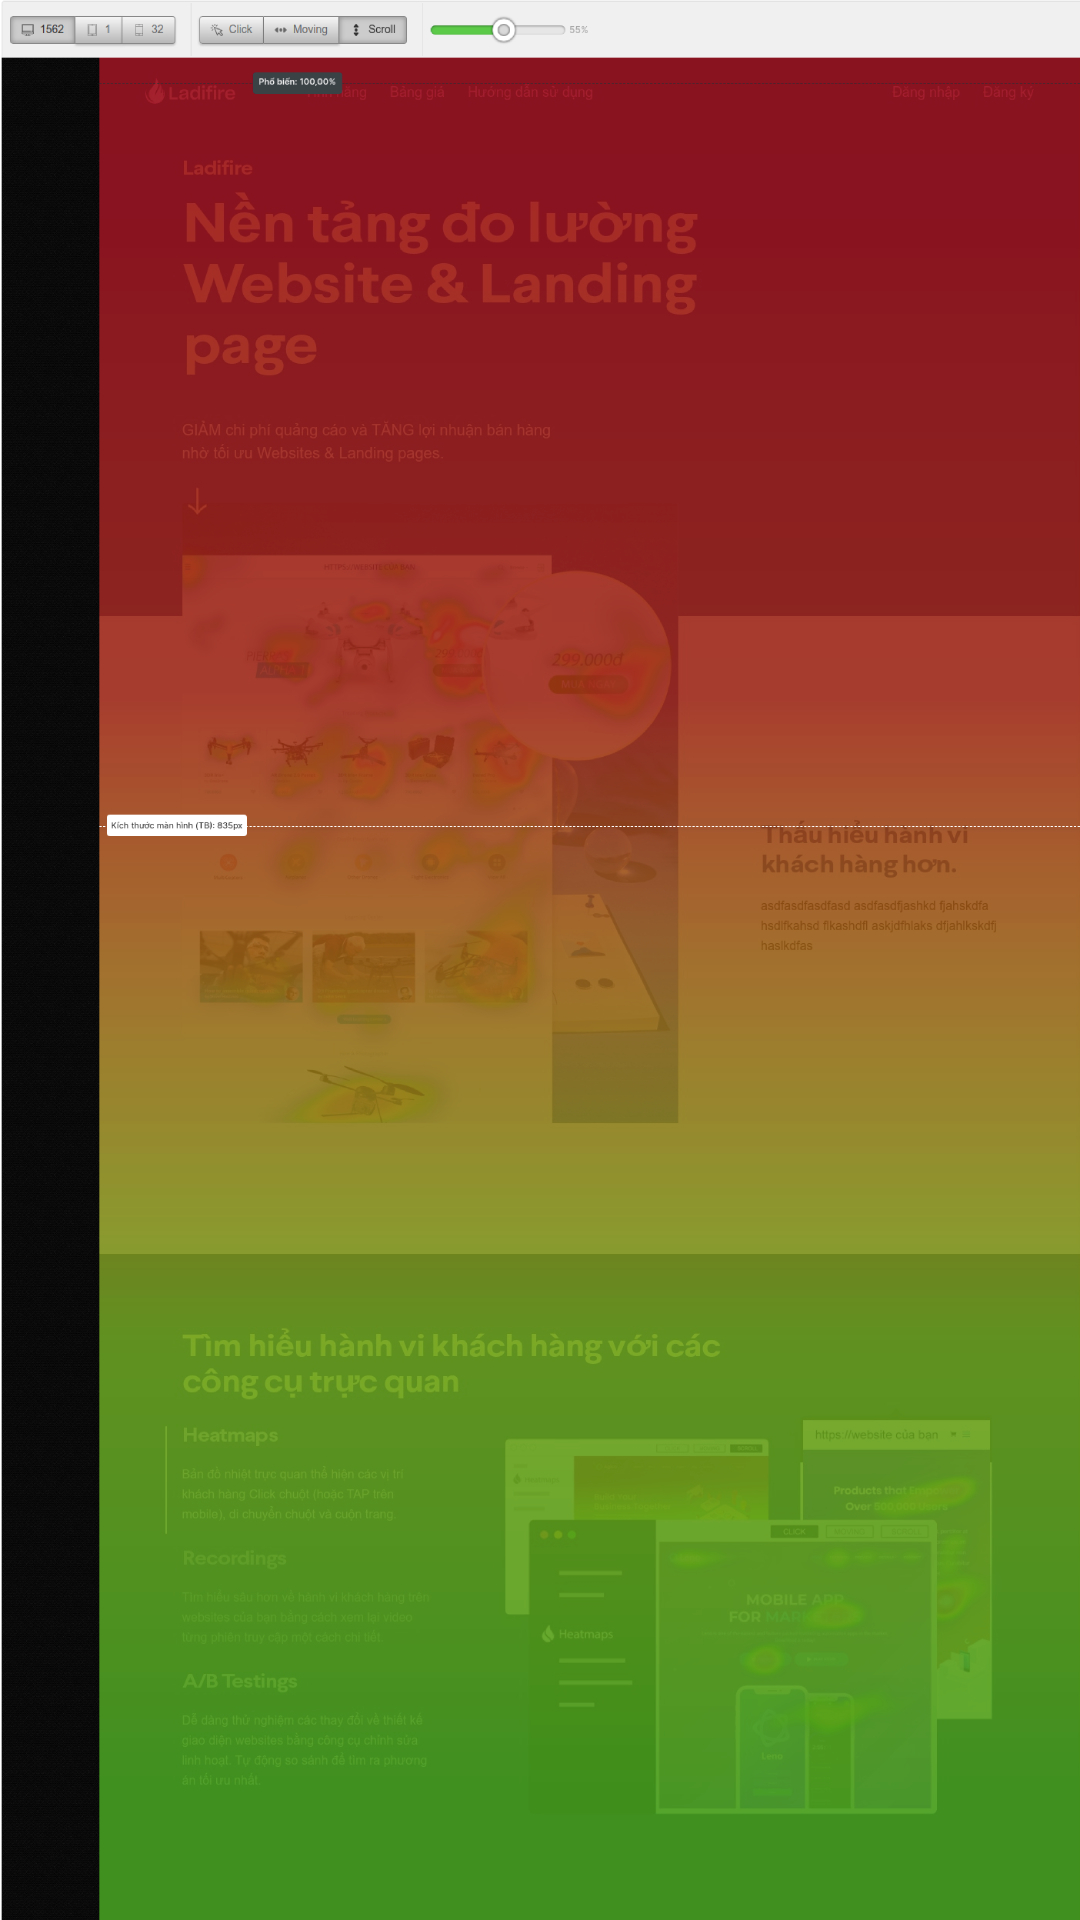 1562 1 32 Click Moving Scroll 55%
Phổ biến: 100,00%
Ladifire Bảng giá Hướng dẫn sử dụng Đăng nhập Đăng ký
Ladifire
Nền tảng đo lường
Website & Landing
page
GIẢM chi phí quảng cáo và TĂNG lợi nhuận bán hàng
nhờ tối ưu Websites & Landing pages.
299,000đ
MUA NGAY
Kích thước màn hình (TB): 835px
Thấu hiểu hành vi
khách hàng hơn.
asdfasdfasdfasd asdfasdfjashkd fjahskdfa
hsdlfkahsd flkashdfl askjdfhlaks dfjahlkskdfj
haslkdfas
Tìm hiểu hành vi khách hàng với các
công cụ trực quan
Heatmaps
Bản đồ nhiệt trực quan thể hiện các vị trí
khách hàng Click chuột (hoặc TAP trên
mobile), di chuyển chuột và cuộn trang.
Recordings
Tìm hiểu sâu hơn về hành vi khách hàng trên
websites của bạn bằng cách xem lại video
từng phiên truy cập một cách chi tiết.
A/B Testings
Dễ dàng thử nghiệm các thay đổi về thiết kế
giao diện websites bằng công cụ chỉnh sửa
linh hoạt. Tự động so sánh để tìm ra phương
án tối ưu nhất.
https://website của bạn
Products that
Over 500,000 Users
Heatmaps
CLICK
MOBILE APP
FOR
Heatmaps
Lens